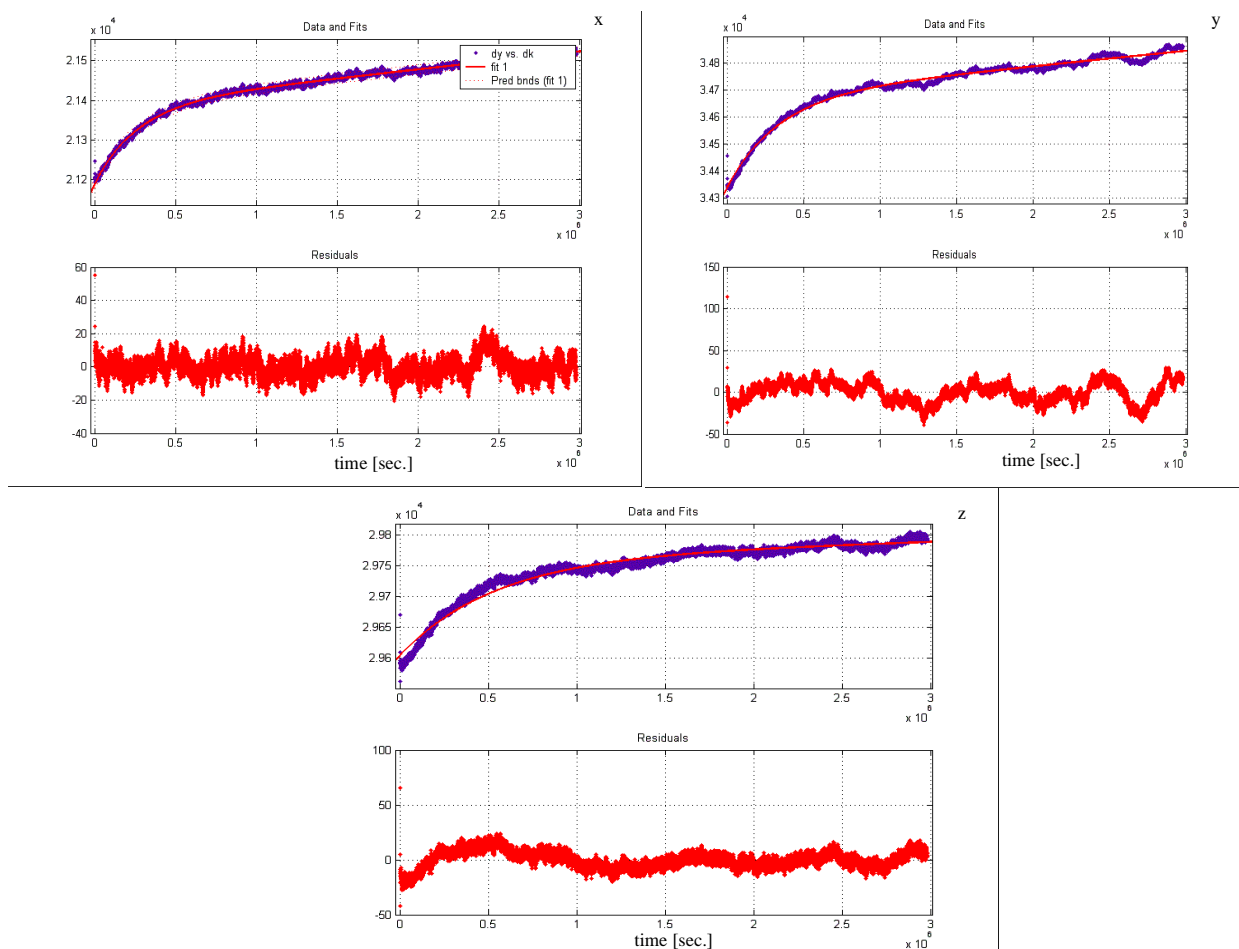 x
x 10^4
Data and Fits
2.15
2.14
2.13
2.12
dy vs. dk
fit 1
Pred bnds (fit 1)
0 0.5 1 1.5 2 2.5 3
x 10^6
Residuals
60
40
20
0
-20
-40
0 0.5 1 1.5 2 2.5 3
x 10^6
time [sec.]
y
x 10^4
Data and Fits
3.48
3.47
3.46
3.45
3.44
3.43
0 0.5 1 1.5 2 2.5 3
x 10^6
Residuals
150
100
50
0
-50
0 0.5 1 1.5 2 2.5 3
x 10^6
time [sec.]
z
x 10^4
Data and Fits
2.98
2.975
2.97
2.965
2.96
0 0.5 1 1.5 2 2.5 3
x 10^6
Residuals
100
50
0
-50
0 0.5 1 1.5 2 2.5 3
x 10^6
time [sec.]